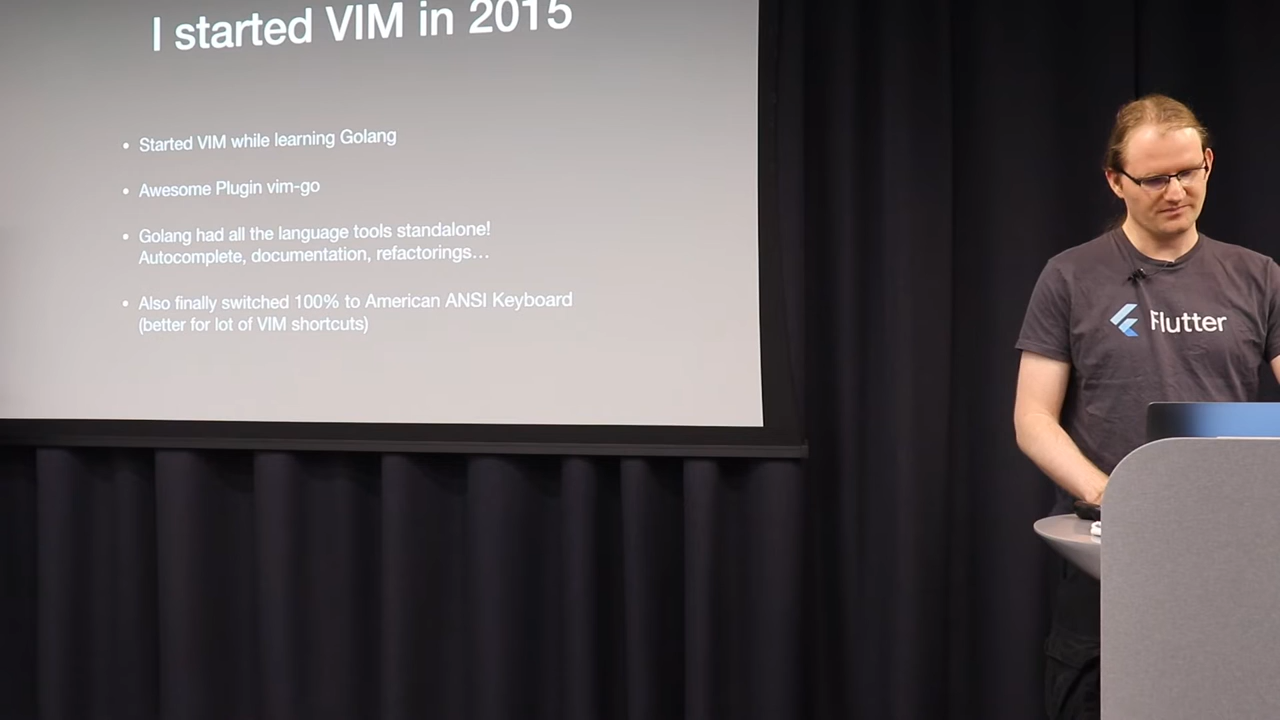 I started VIM in 2015
• Started VIM while learning Golang
• Awesome Plugin vim-go
• Golang had all the language tools standalone!
Autocomplete, documentation, refactorings…
• Also finally switched 100% to American ANSI Keyboard
(better for lot of VIM shortcuts)
Flutter